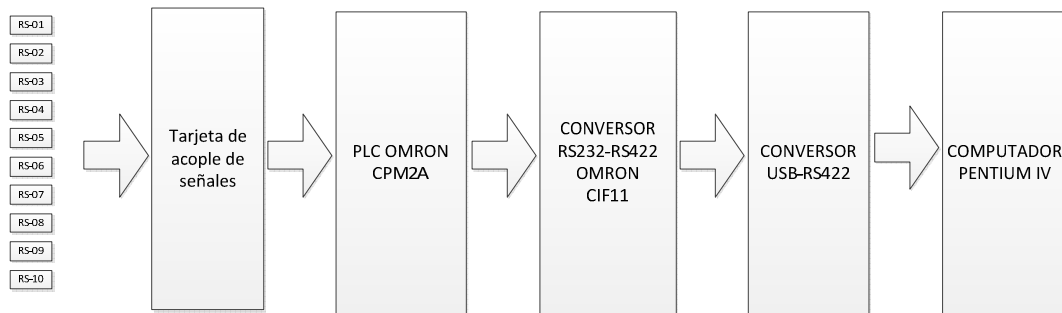 RS-01
RS-02
RS-03
RS-04
RS-05
RS-06
RS-07
RS-08
RS-09
RS-10
Tarjeta de
acople de
señales
PLC OMRON
CPM2A
CONVERSOR
RS232-RS422
OMRON
CIF11
CONVERSOR
USB-RS422
COMPUTADOR
PENTIUM IV